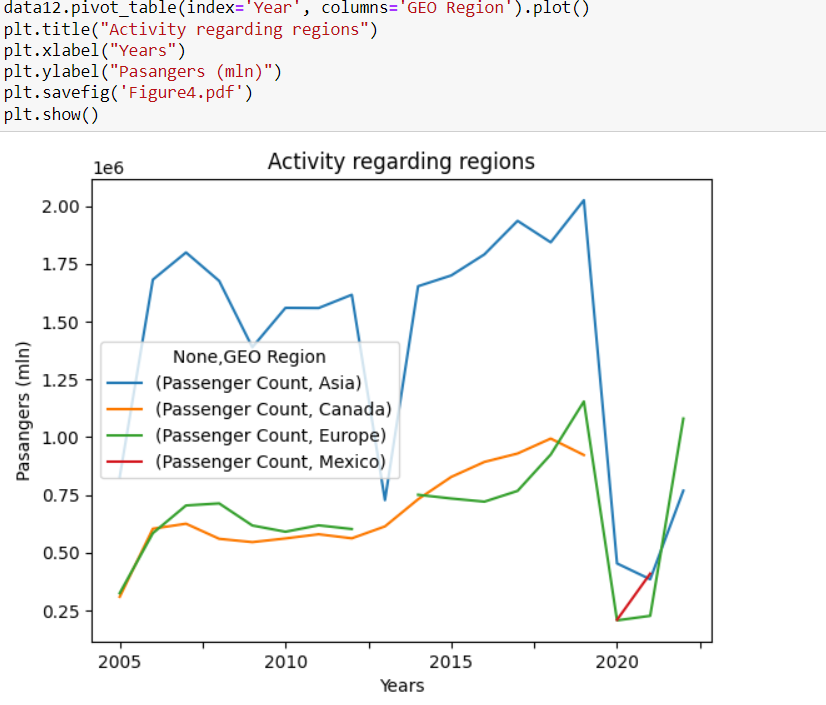 data12.pivot_table(index='Year', columns='GEO Region').plot()
plt.title("Activity regarding regions")
plt.xlabel("Years")
plt.ylabel("Pasangers (mln)")
plt.savefig('Figure4.pdf')
plt.show()
Activity regarding regions
1e6
2.00
1.75
1.50
1.25
1.00
0.75
0.50
0.25
Pasangers (mln)
None,GEO Region
(Passenger Count, Asia)
(Passenger Count, Canada)
(Passenger Count, Europe)
(Passenger Count, Mexico)
2005 2010 2015 2020
Years